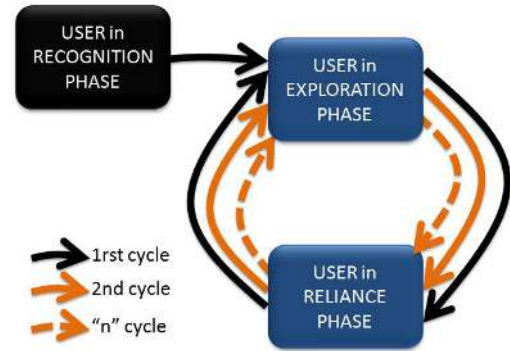 USER in
RECOGNITION
PHASE
USER in
EXPLORATION
PHASE
USER in
RELIANCE
PHASE
1rst cycle
2nd cycle
“n” cycle